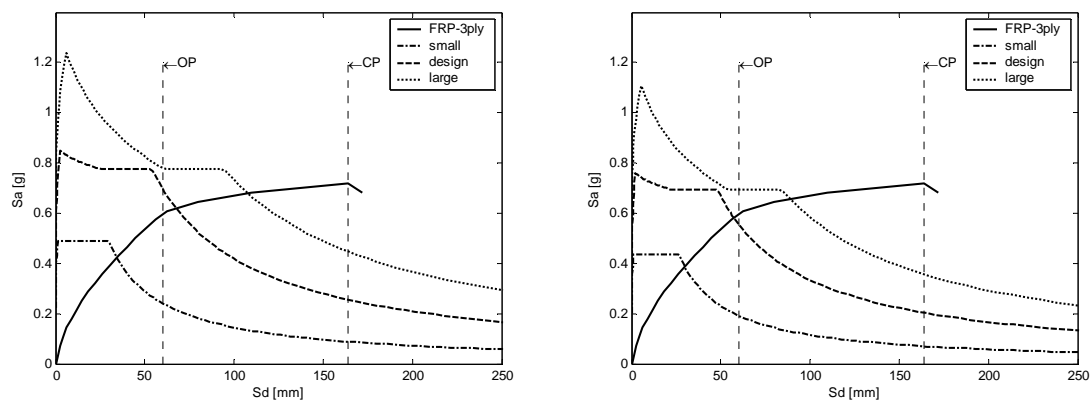 FRP-3ply
small
design
large
←OP
←CP
1.2
1
0.8
0.6
0.4
0.2
0
Sa [g]
0 50 100 150 200 250
Sd [mm]
FRP-3ply
small
design
large
←OP
←CP
1.2
1
0.8
0.6
0.4
0.2
0
Sa [g]
0 50 100 150 200 250
Sd [mm]